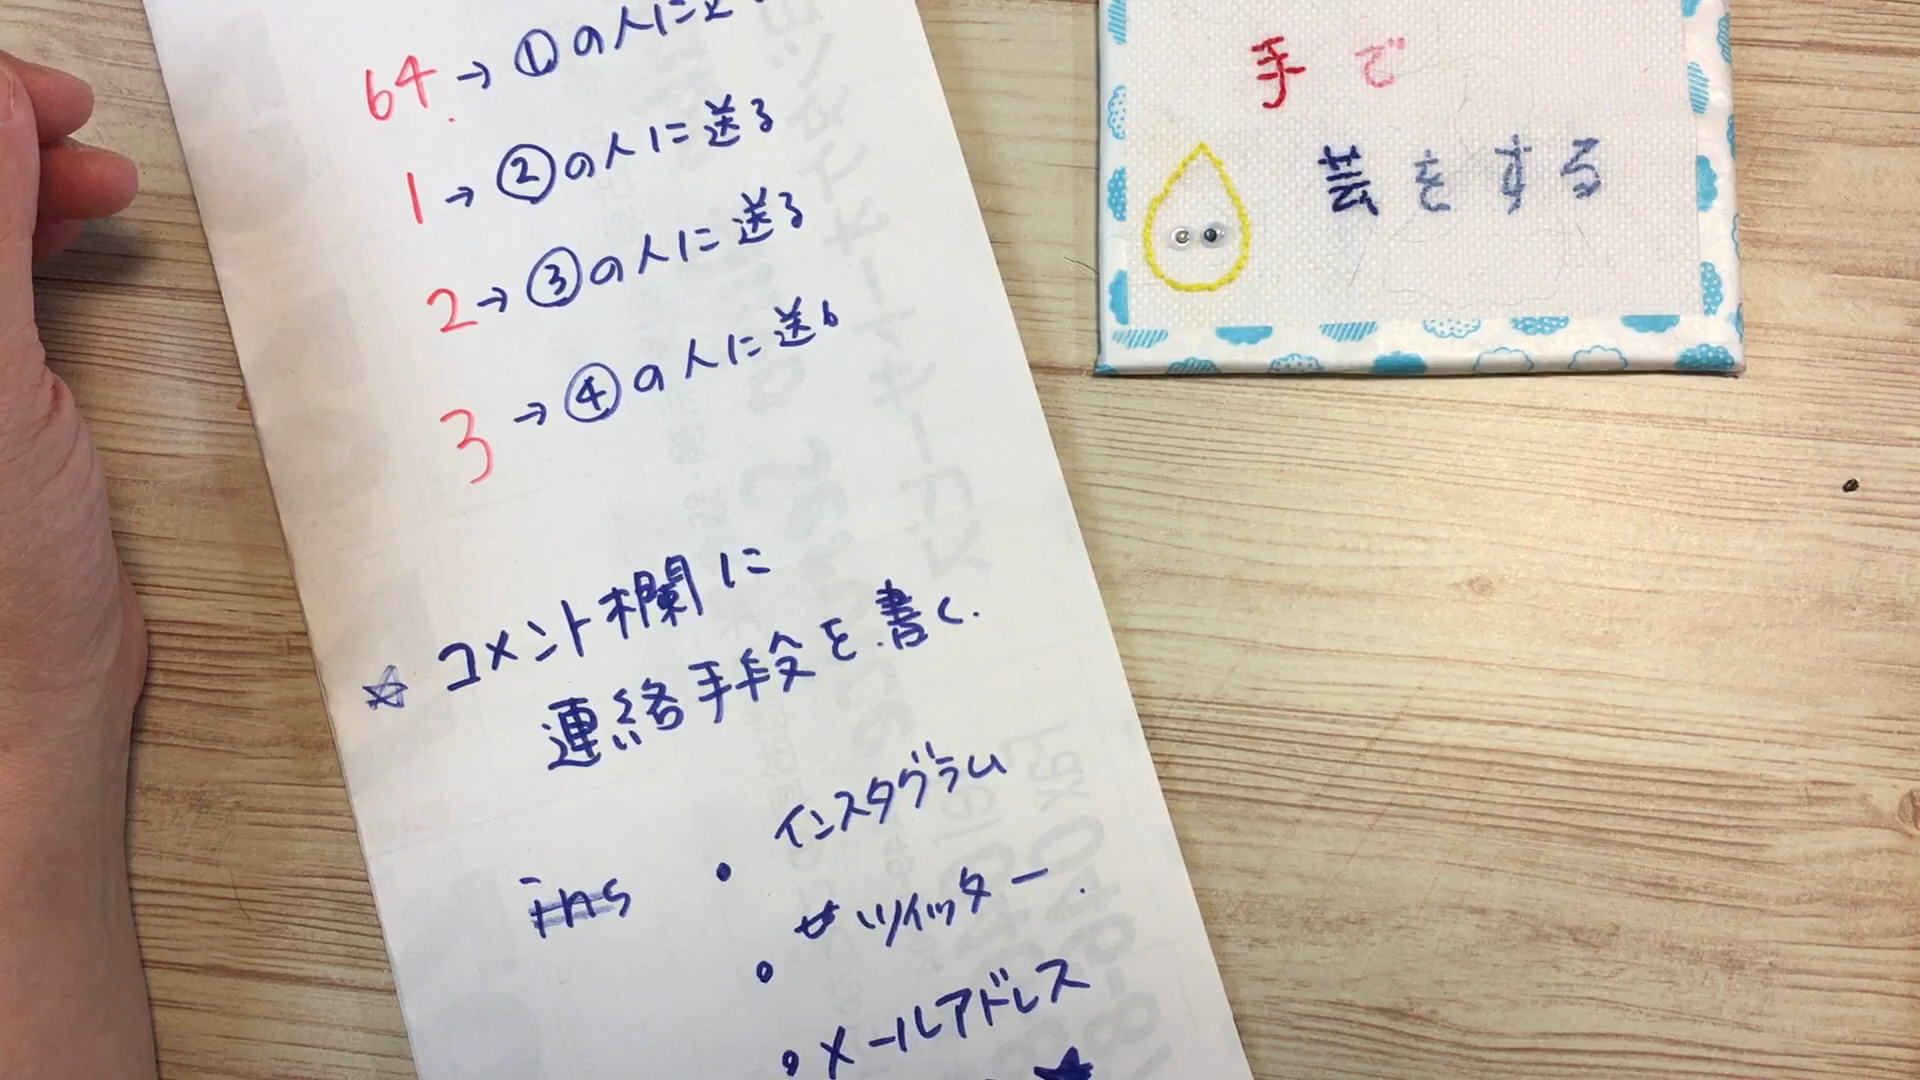 64 → ①の人に
1 → ②の人に送る
2 → ③の人に送る
3 → ④の人に送る
☆ コメント欄に
連絡手段を書く.
ins
・ インスタグラム
・ ツイッター.
・ メールアドレス
手で
芸をする